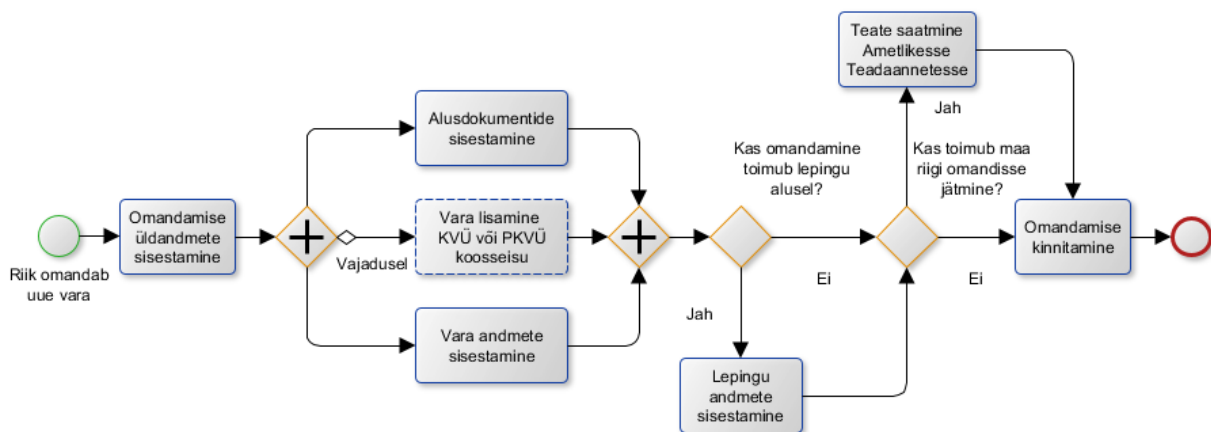 Riik omandab
uue vara
Omandamise
üldandmete
sisestamine
Alusdokumentide
sisestamine
Vajadusel
Vara lisamine
KVÜ või PKVÜ
koosseisu
Vara andmete
sisestamine
Kas omandamine
toimub lepingu
alusel?
Ei
Jah
Lepingu
andmete
sisestamine
Kas toimub maa
riigi omandisse
jätmine?
Jah
Teate saatmine
Ametlikesse
Teadaannetesse
Ei
Omandamise
kinnitamine